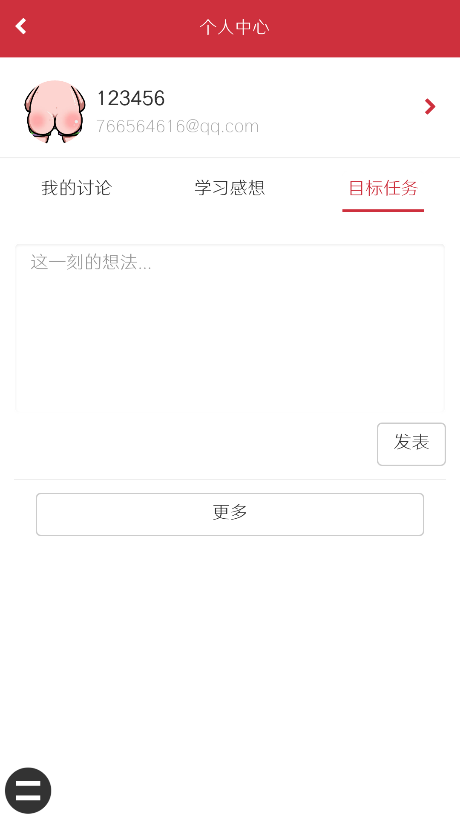 个人中心
123456
766564616@qq.com
我的讨论 学习感想 目标任务
这一刻的想法...
发表
更多